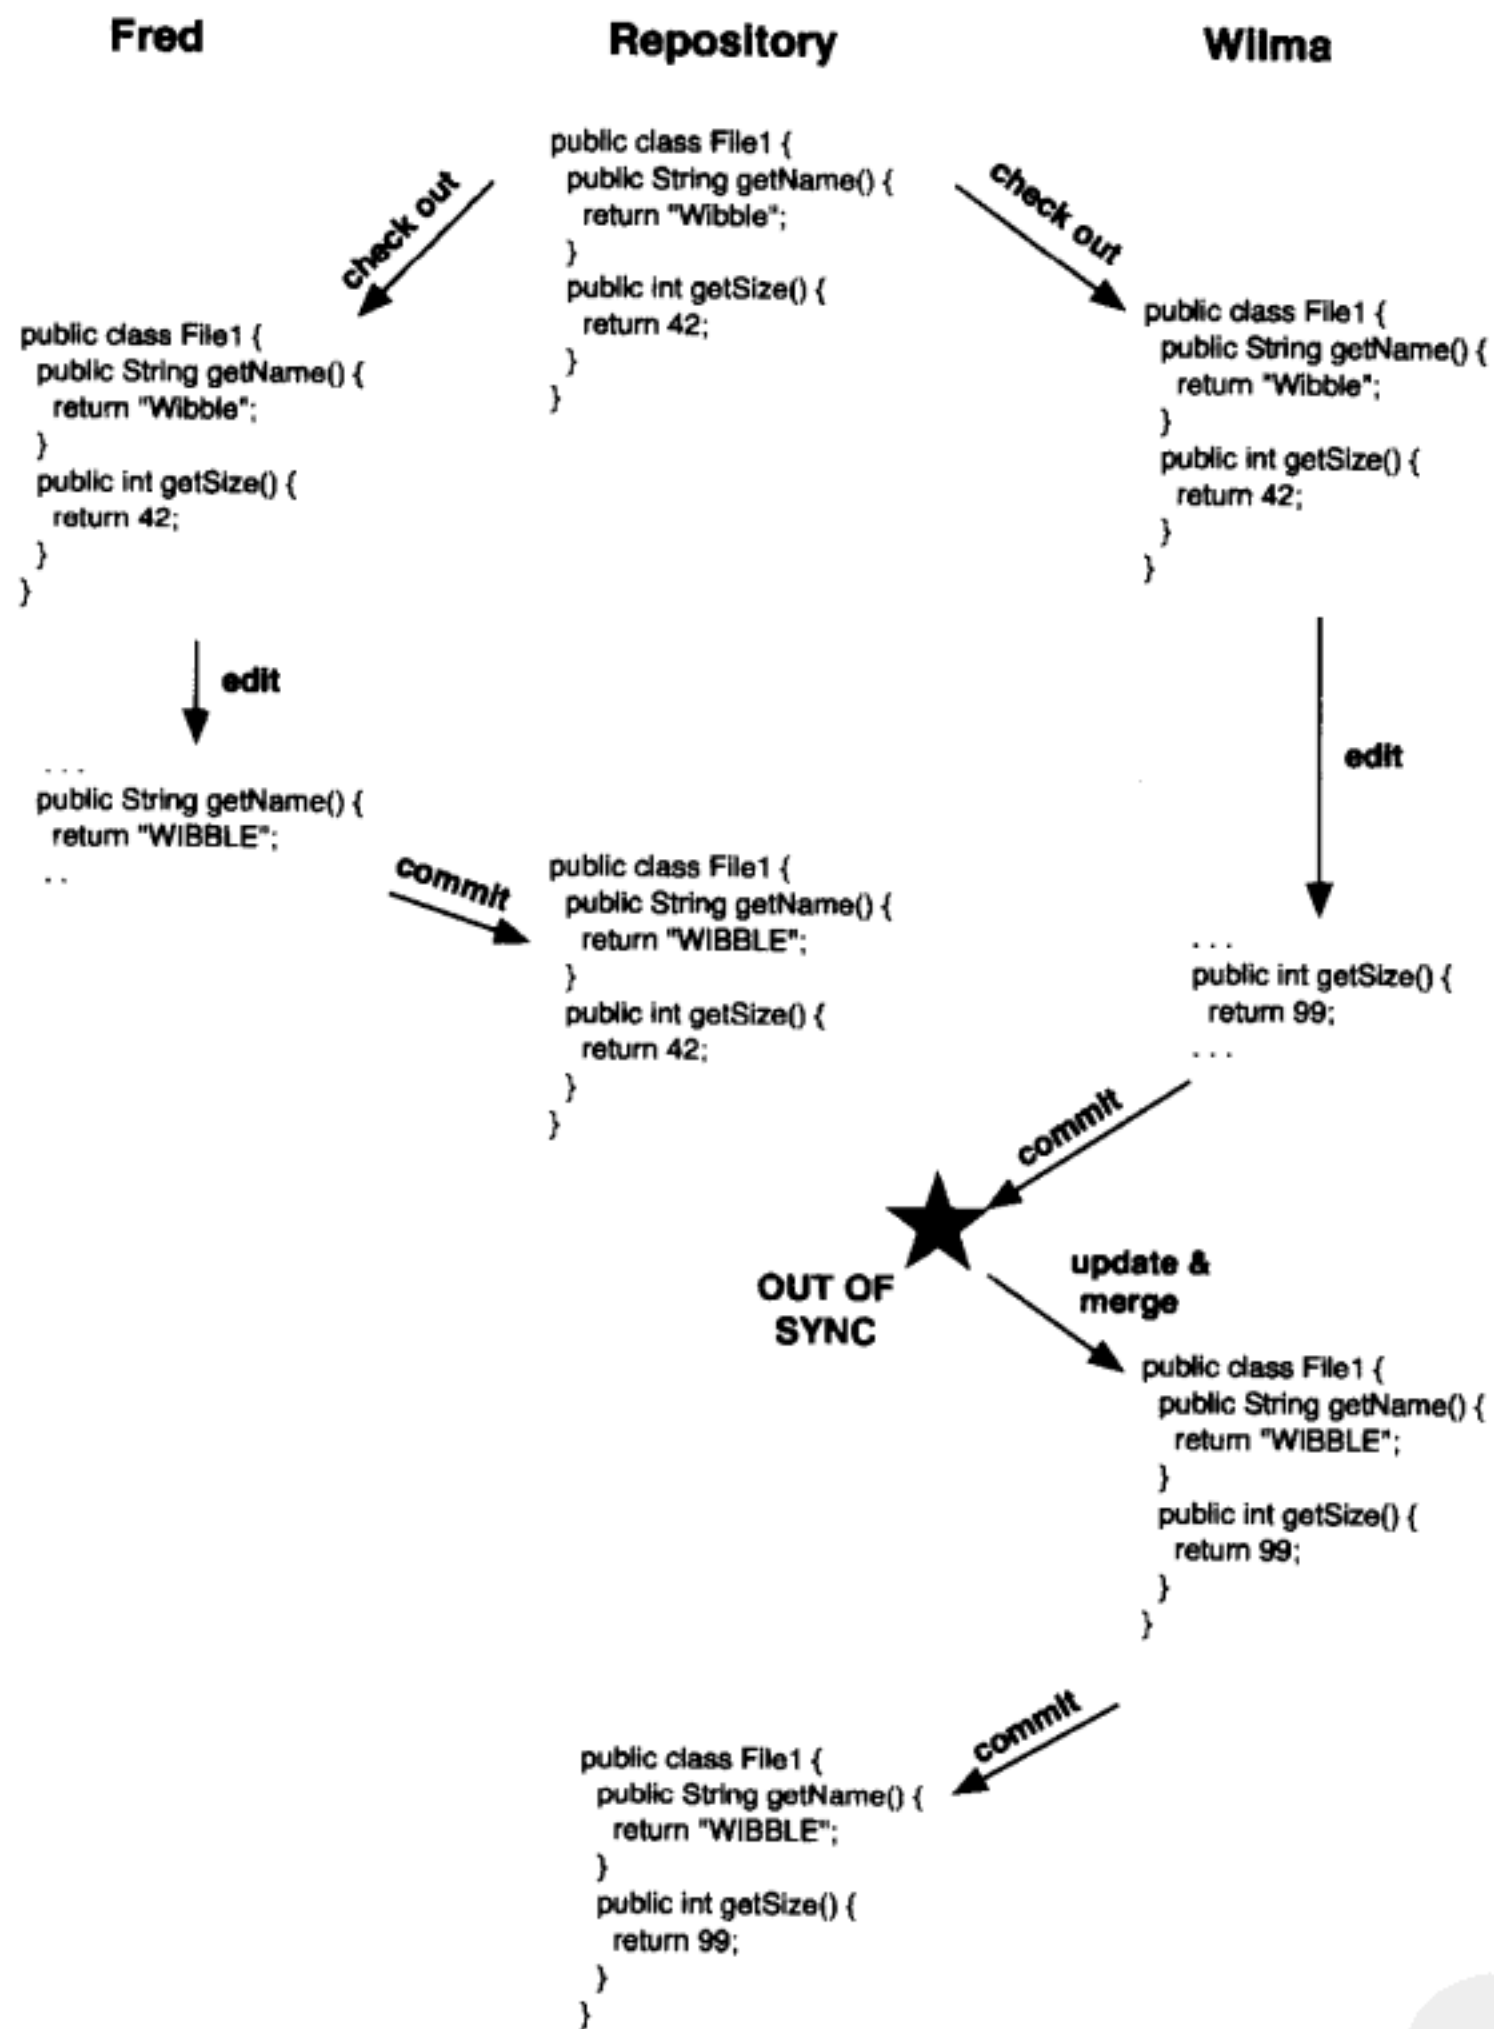 Fred
Repository
Wilma
public class File1 {
public String getName() {
return "Wibble";
}
public int getSize() {
return 42;
}
}
check out
check out
public class File1 {
public String getName() {
return "Wibble";
}
public int getSize() {
return 42;
}
}
public class File1 {
public String getName() {
return "Wibble";
}
public int getSize() {
return 42;
}
}
edit
edit
. . .
public String getName() {
return "WIBBLE";
. .
commit
public class File1 {
public String getName() {
return "WIBBLE";
}
public int getSize() {
return 42;
}
}
. . .
public int getSize() {
return 99;
. . .
commit
OUT OF
SYNC
update &
merge
public class File1 {
public String getName() {
return "WIBBLE";
}
public int getSize() {
return 99;
}
}
commit
public class File1 {
public String getName() {
return "WIBBLE";
}
public int getSize() {
return 99;
}
}